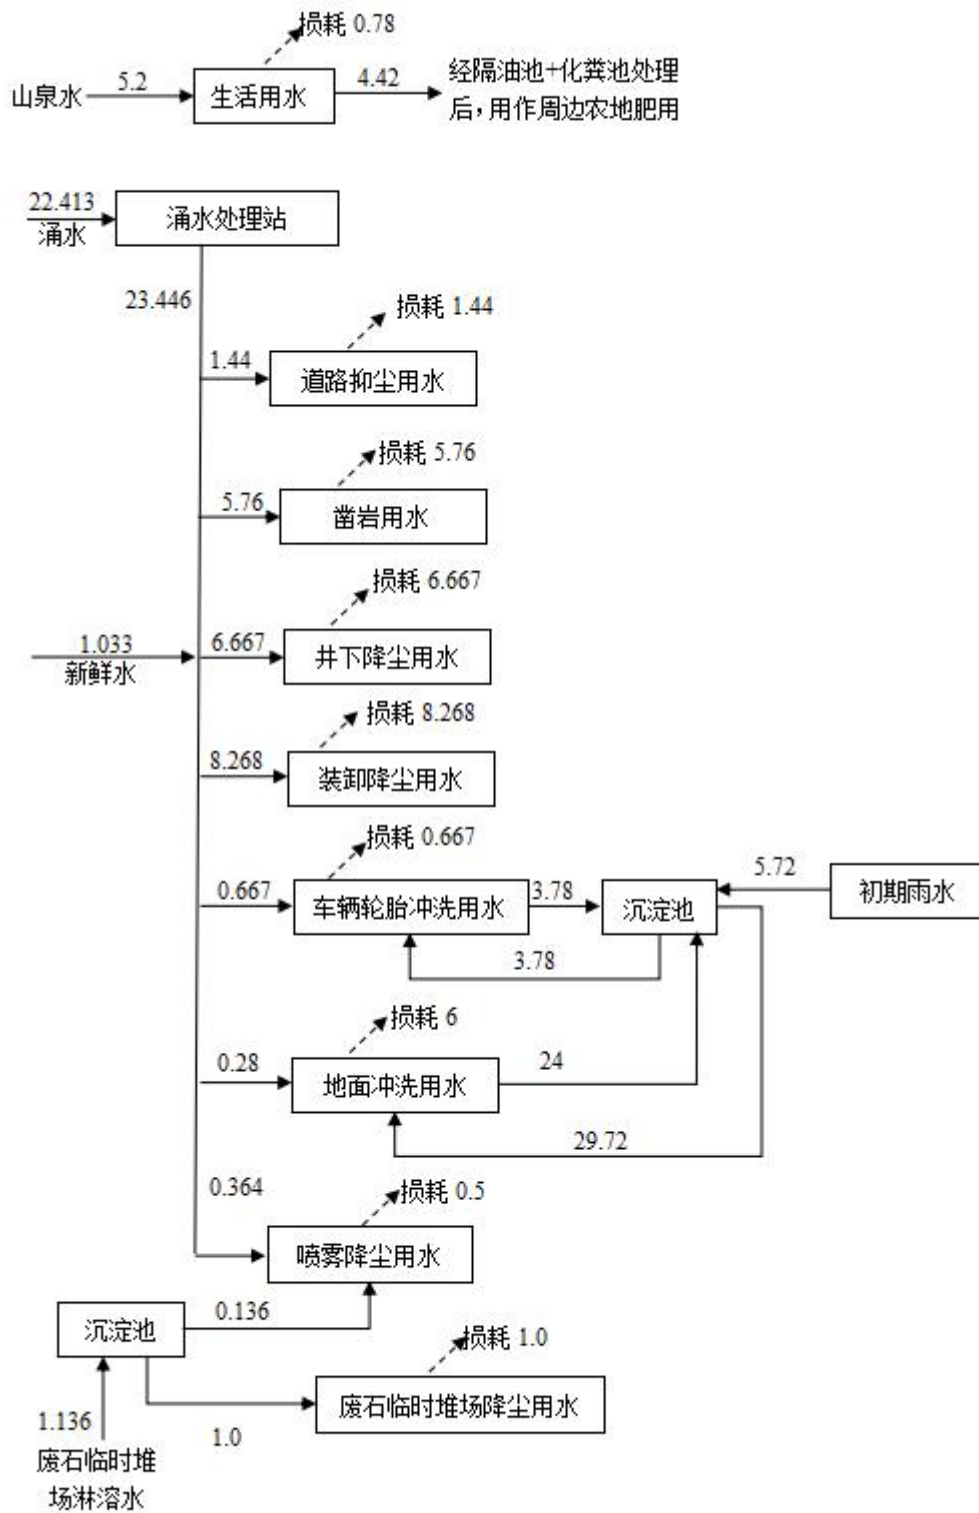 损耗 0.78
山泉水
5.2
生活用水
4.42
经隔油池+化粪池处理
后，用作周边农地肥用
22.413
涌水
涌水处理站
23.446
损耗 1.44
1.44
道路抑尘用水
损耗 5.76
5.76
凿岩用水
损耗 6.667
1.033
新鲜水
6.667
井下降尘用水
损耗 8.268
8.268
装卸降尘用水
损耗 0.667
0.667
车辆轮胎冲洗用水
3.78
沉淀池
5.72
初期雨水
3.78
损耗 6
0.28
地面冲洗用水
24
29.72
0.364
损耗 0.5
喷雾降尘用水
沉淀池
0.136
损耗 1.0
1.136
废石临时堆
场淋溶水
1.0
废石临时堆场降尘用水